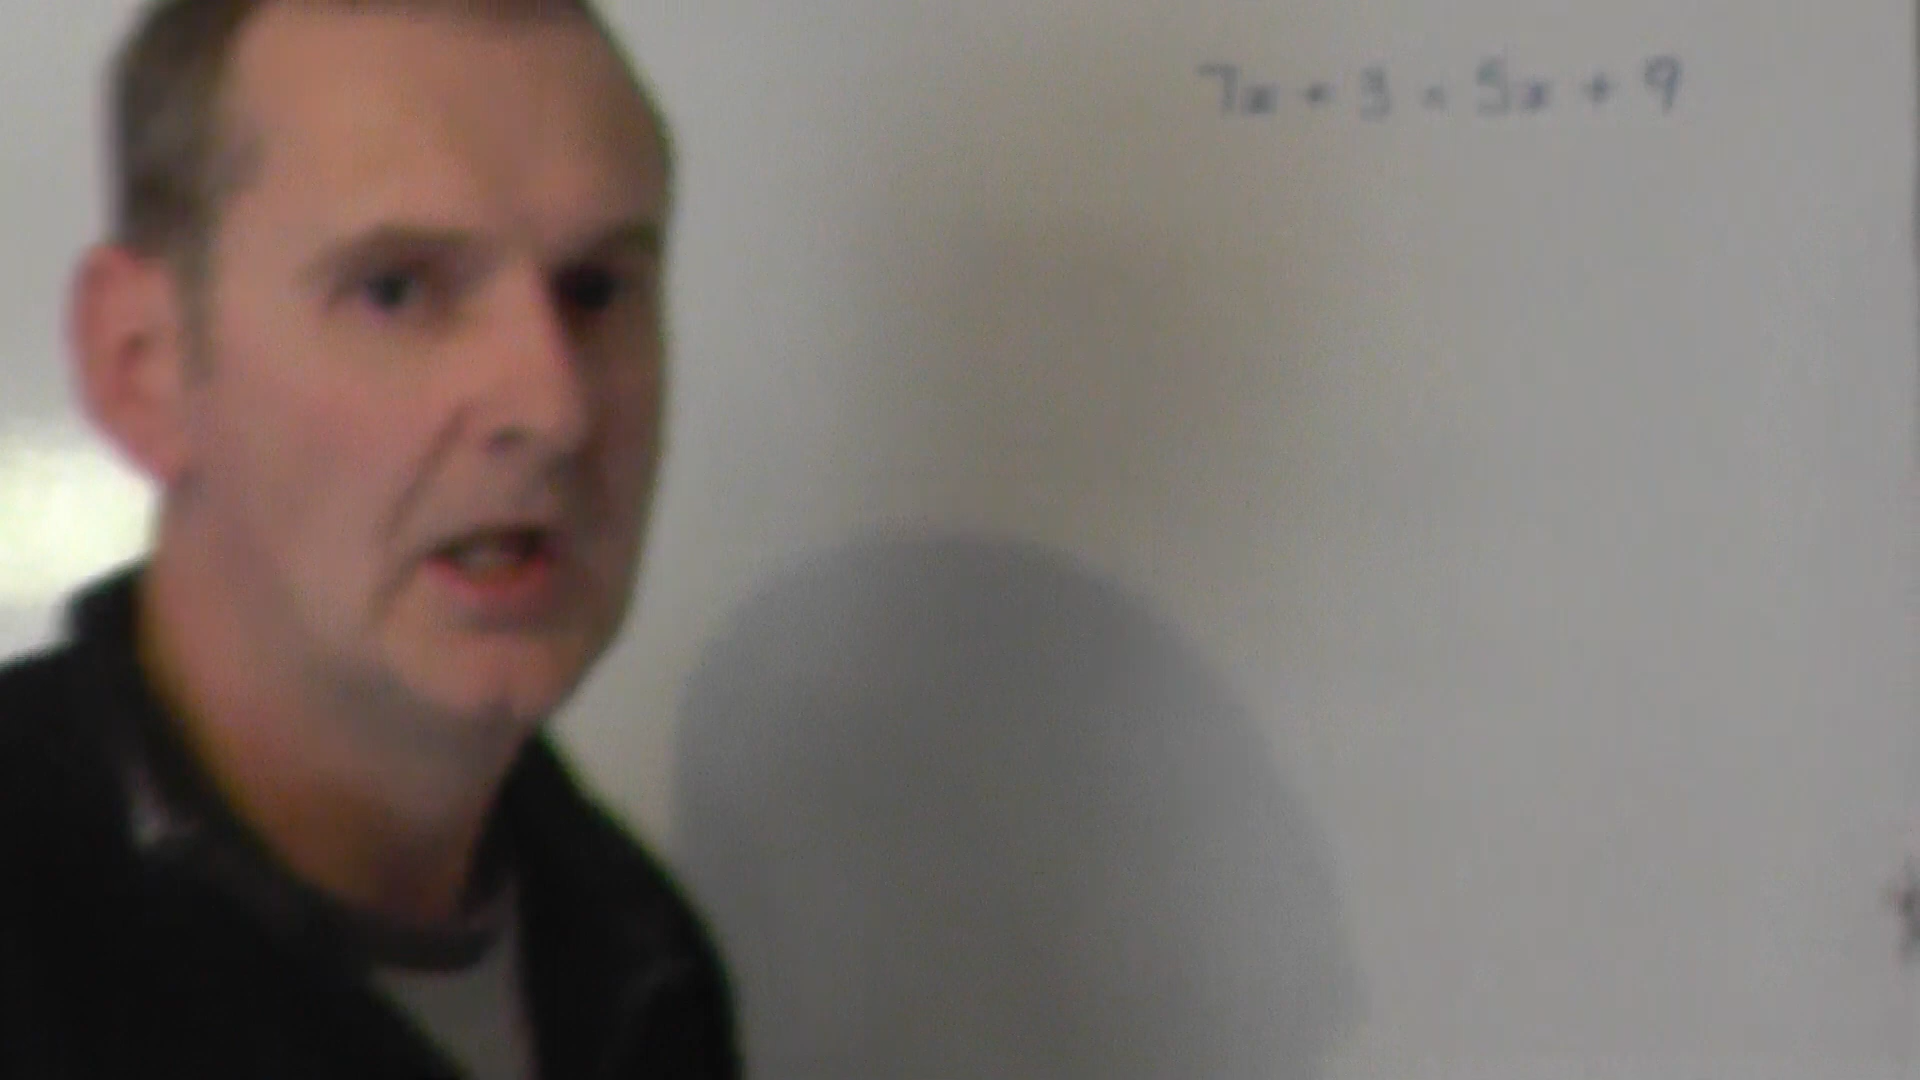 7x + 3 = 5x + 9